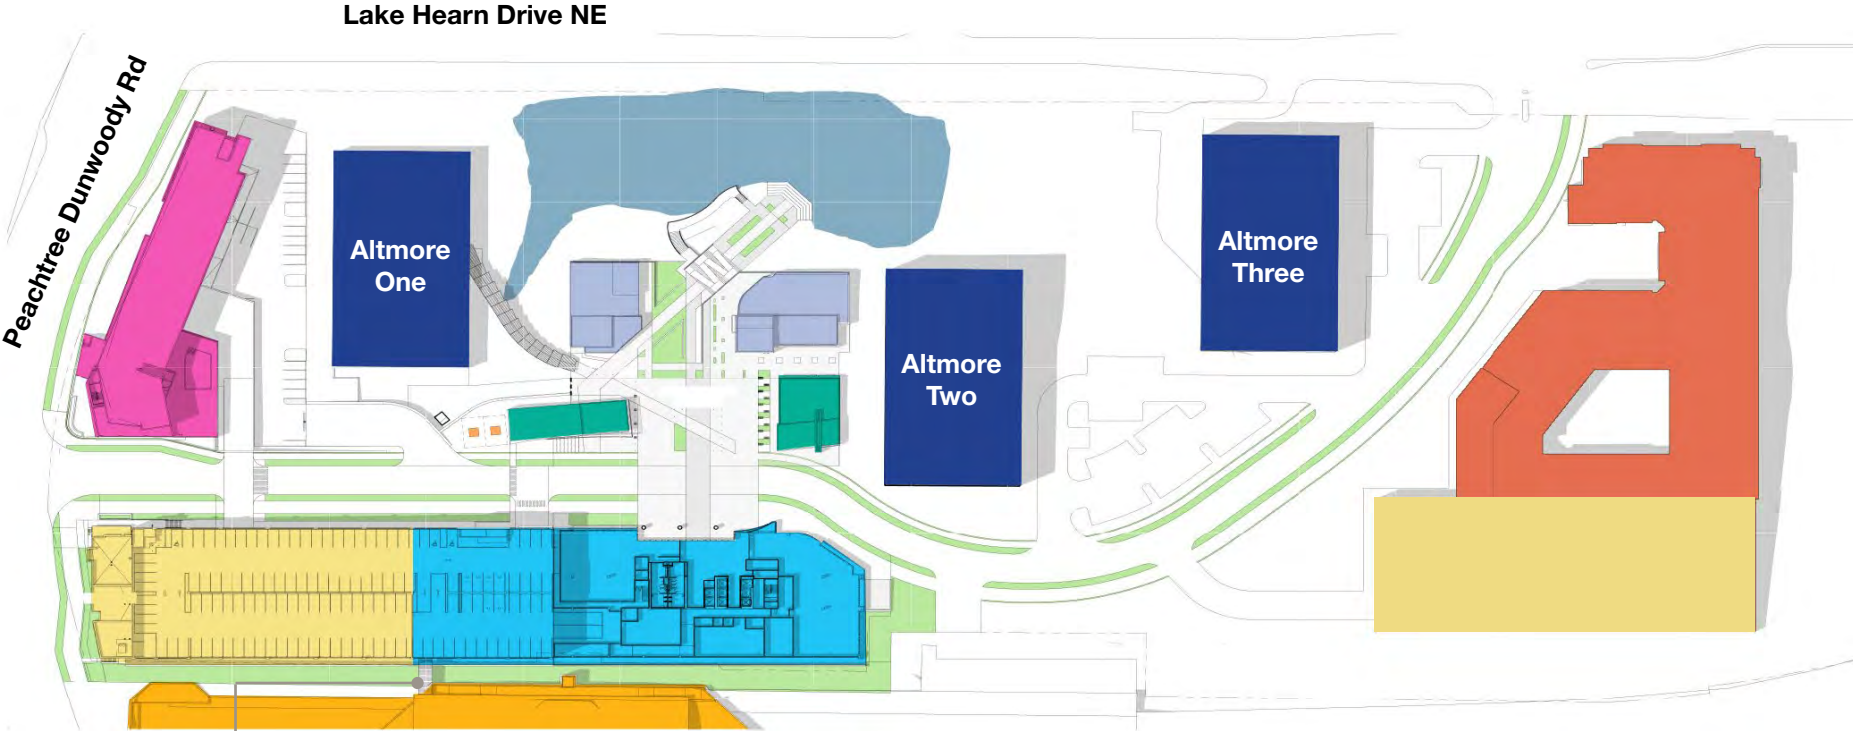 Lake Hearn Drive NE
Peachtree Dunwoody Rd
Altmore
One
Altmore
Two
Altmore
Three